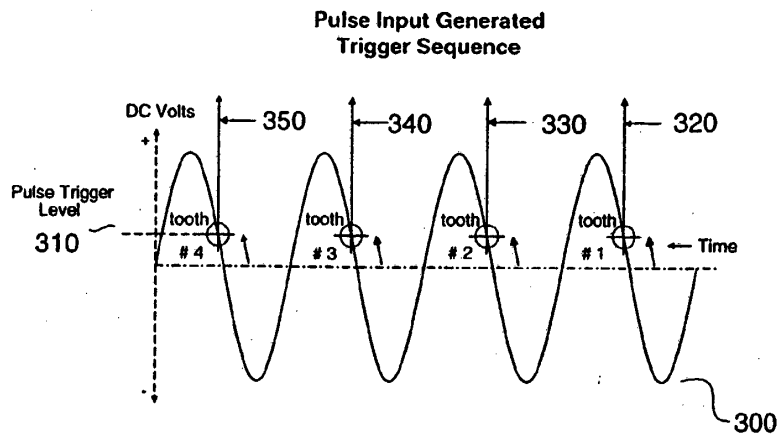 Pulse Input Generated
Trigger Sequence
DC Volts
350
340
330
320
+
Pulse Trigger
Level
310
tooth
# 4
tooth
# 3
tooth
# 2
tooth
# 1
Time
-
300